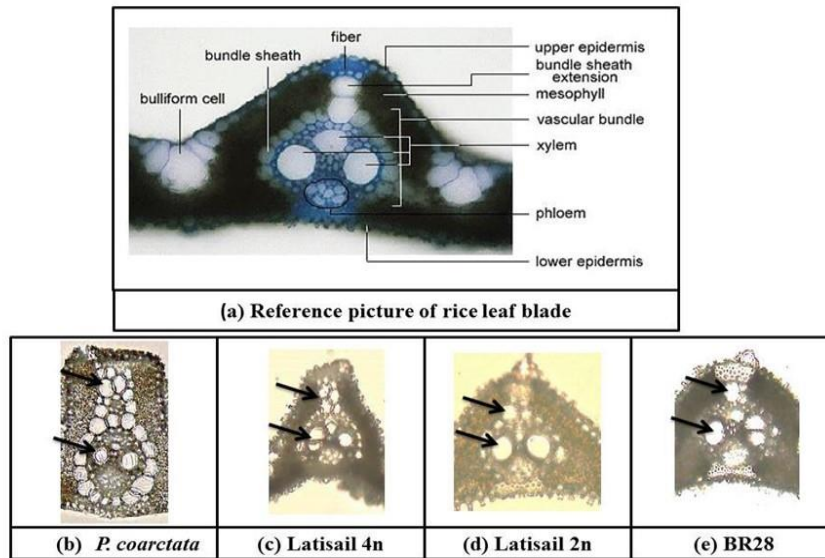 fiber
bundle sheath
bulliform cell
upper epidermis
bundle sheath
extension
mesophyll
vascular bundle
xylem
phloem
lower epidermis
(a) Reference picture of rice leaf blade
(b) P. coarctata
(c) Latisail 4n
(d) Latisail 2n
(e) BR28